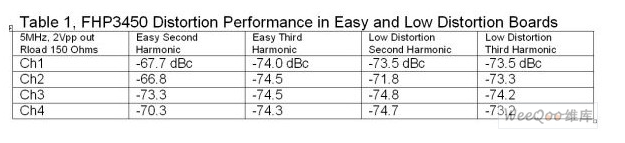 Table 1, FHP3450 Distortion Performance in Easy and Low Distortion Boards
5MHz, 2Vpp out Rload 150 Ohms Easy Second Harmonic Easy Third Harmonic Low Distortion Second Harmonic Low Distortion Third Harmonic
Ch1 -67.7 dBc -74.0 dBc -73.5 dBc -73.5 dBc
Ch2 -66.8 -74.5 -71.8 -73.3
Ch3 -73.3 -74.5 -74.8 -74.2
Ch4 -70.3 -74.3 -74.7 -73.2
WeeQoo维库